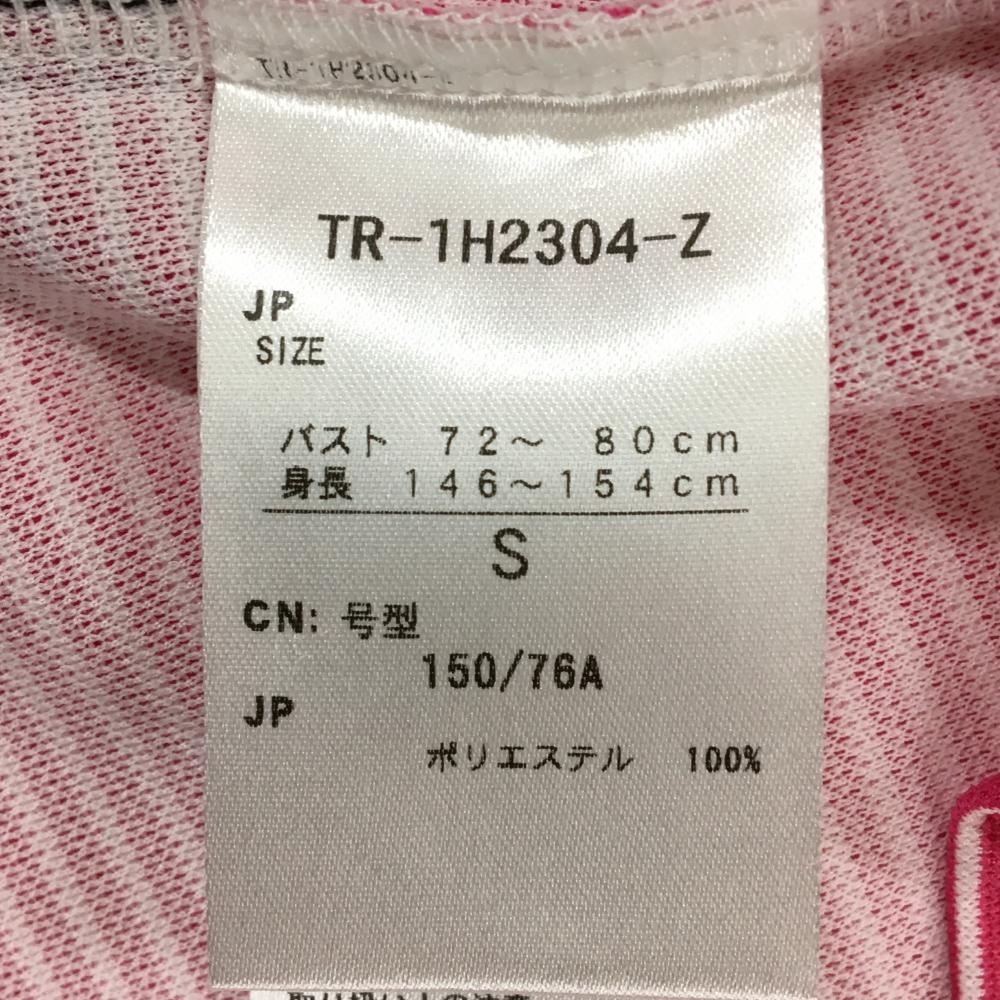 TR-1H2304-Z
TR-1H2304-Z
JP
SIZE
バスト 72～ 80cm
身長 146～154cm
S
CN: 号型
150/76A
JP
ポリエステル 100%